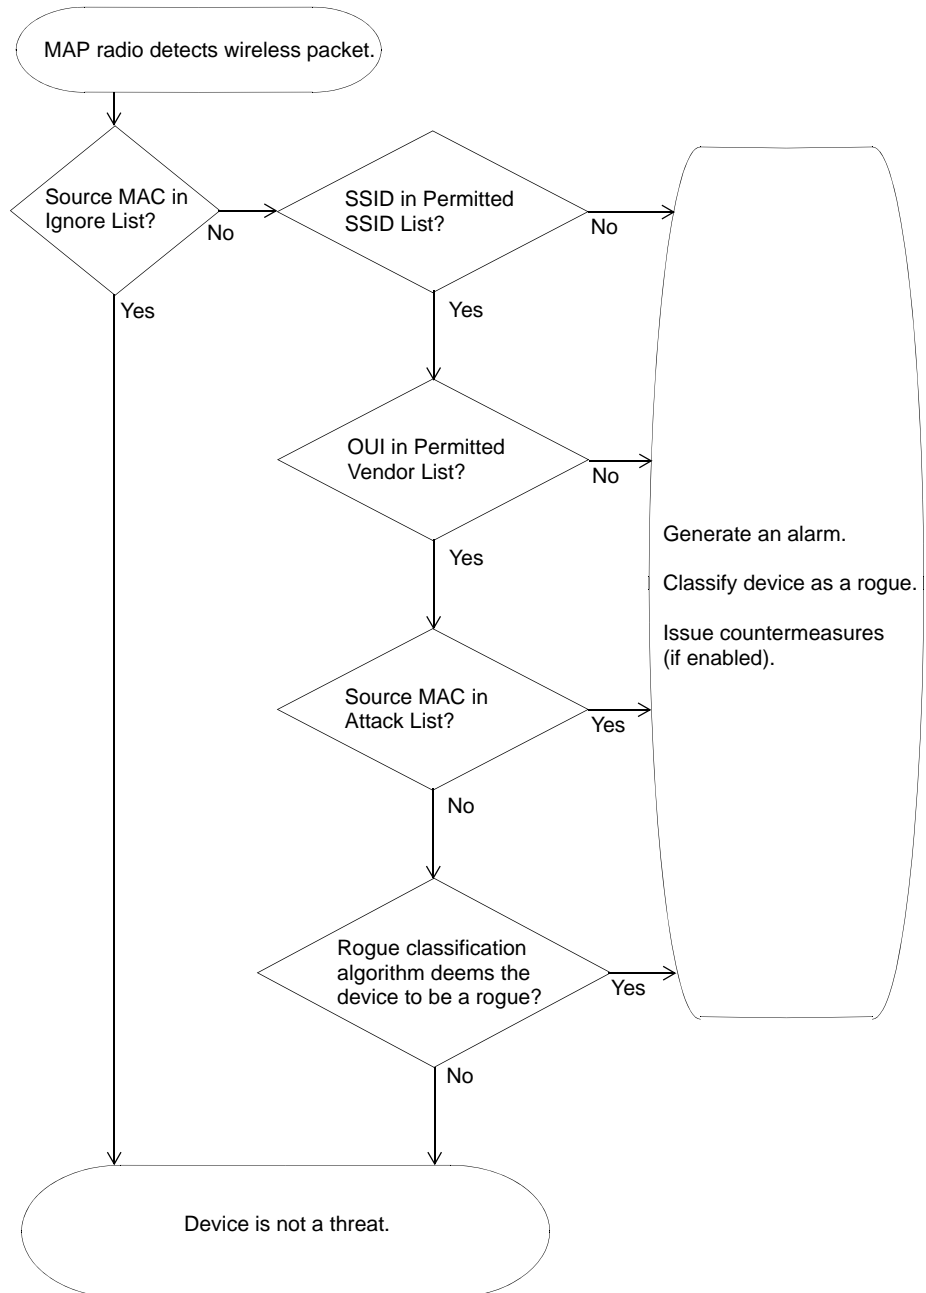 MAP radio detects wireless packet.
Source MAC in
Ignore List?
No
Yes
SSID in Permitted
SSID List?
No
Yes
OUI in Permitted
Vendor List?
No
Yes
Source MAC in
Attack List?
Yes
No
Rogue classification
algorithm deems the
device to be a rogue?
Yes
No
Generate an alarm.
Classify device as a rogue.
Issue countermeasures
(if enabled).
Device is not a threat.